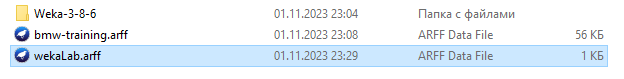 Weka-3-8-6 01.11.2023 23:04 Папка с файлами
bmw-training.arff 01.11.2023 23:08 ARFF Data File 56 КБ
wekaLab.arff 01.11.2023 23:29 ARFF Data File 1 КБ